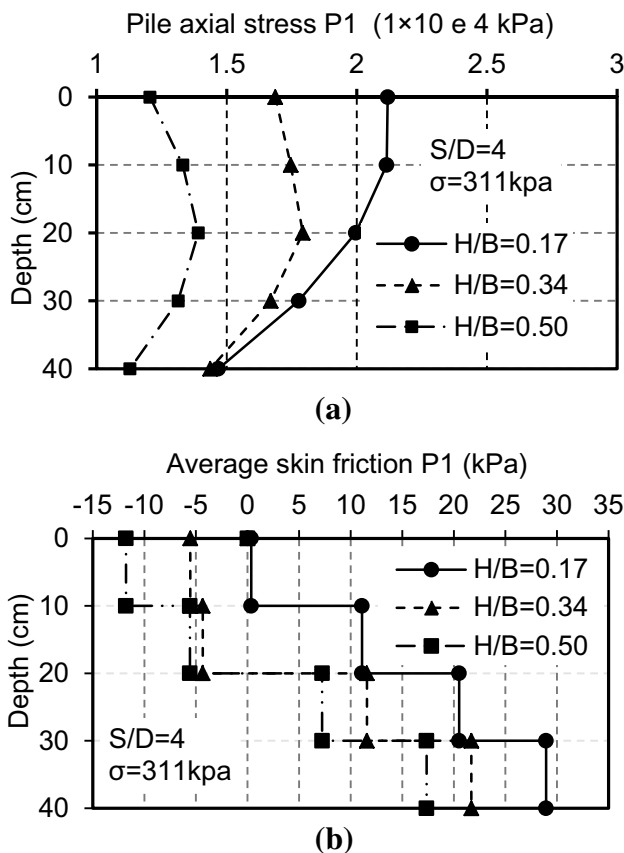 Pile axial stress P1 (1×10 e 4 kPa)
1 1.5 2 2.5 3
0
10
20
30
40
Depth (cm)
S/D=4
σ=311kpa
H/B=0.17
H/B=0.34
H/B=0.50
(a)
Average skin friction P1 (kPa)
-15 -10 -5 0 5 10 15 20 25 30 35
0
10
20
30
40
Depth (cm)
H/B=0.17
H/B=0.34
H/B=0.50
S/D=4
σ=311kpa
(b)